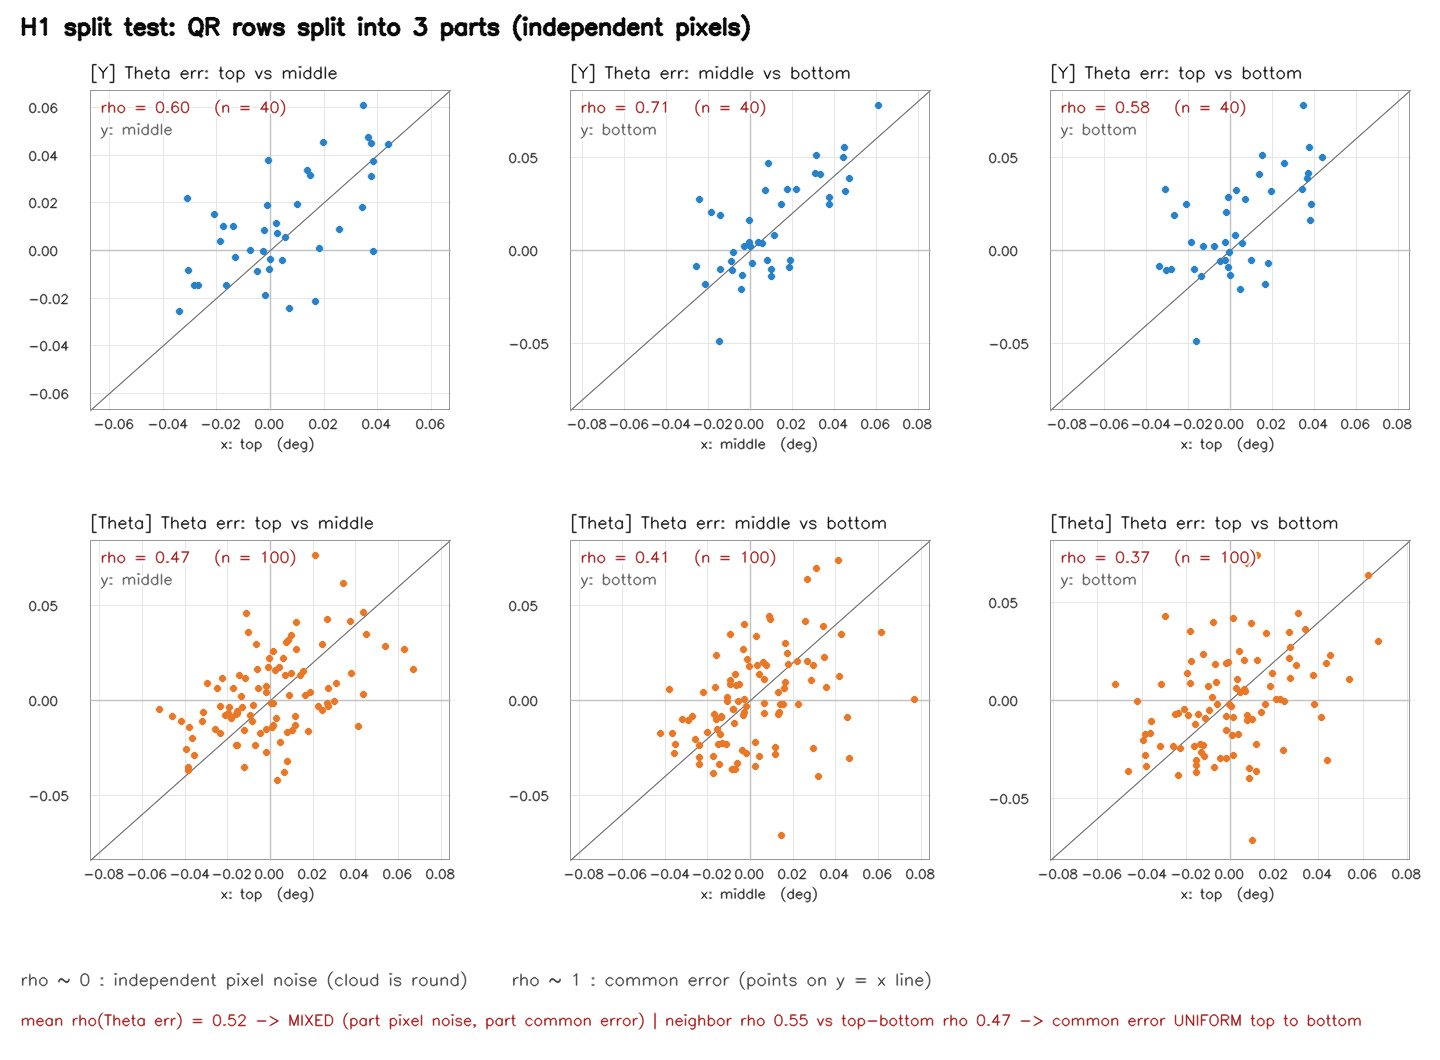 H1 split test: QR rows split into 3 parts (independent pixels)
[Y] Theta err: top vs middle
rho = 0.60 (n = 40)
y: middle
0.06
0.04
0.02
0.00
−0.02
−0.04
−0.06
−0.06 −0.04 −0.02 0.00 0.02 0.04 0.06
x: top (deg)
[Y] Theta err: middle vs bottom
rho = 0.71 (n = 40)
y: bottom
0.05
0.00
−0.05
−0.08 −0.06 −0.04 −0.02 0.00 0.02 0.04 0.06 0.08
x: middle (deg)
[Y] Theta err: top vs bottom
rho = 0.58 (n = 40)
y: bottom
0.05
0.00
−0.05
−0.08 −0.06 −0.04 −0.02 0.00 0.02 0.04 0.06 0.08
x: top (deg)
[Theta] Theta err: top vs middle
rho = 0.47 (n = 100)
y: middle
0.05
0.00
−0.05
−0.08 −0.06 −0.04 −0.02 0.00 0.02 0.04 0.06 0.08
x: top (deg)
[Theta] Theta err: middle vs bottom
rho = 0.41 (n = 100)
y: bottom
0.05
0.00
−0.05
−0.08 −0.06 −0.04 −0.02 0.00 0.02 0.04 0.06 0.08
x: middle (deg)
[Theta] Theta err: top vs bottom
rho = 0.37 (n = 100)
y: bottom
0.05
0.00
−0.05
−0.08 −0.06 −0.04 −0.02 0.00 0.02 0.04 0.06 0.08
x: top (deg)
rho ~ 0 : independent pixel noise (cloud is round) rho ~ 1 : common error (points on y = x line)
mean rho(Theta err) = 0.52 −> MIXED (part pixel noise, part common error) | neighbor rho 0.55 vs top−bottom rho 0.47 −> common error UNIFORM top to bottom